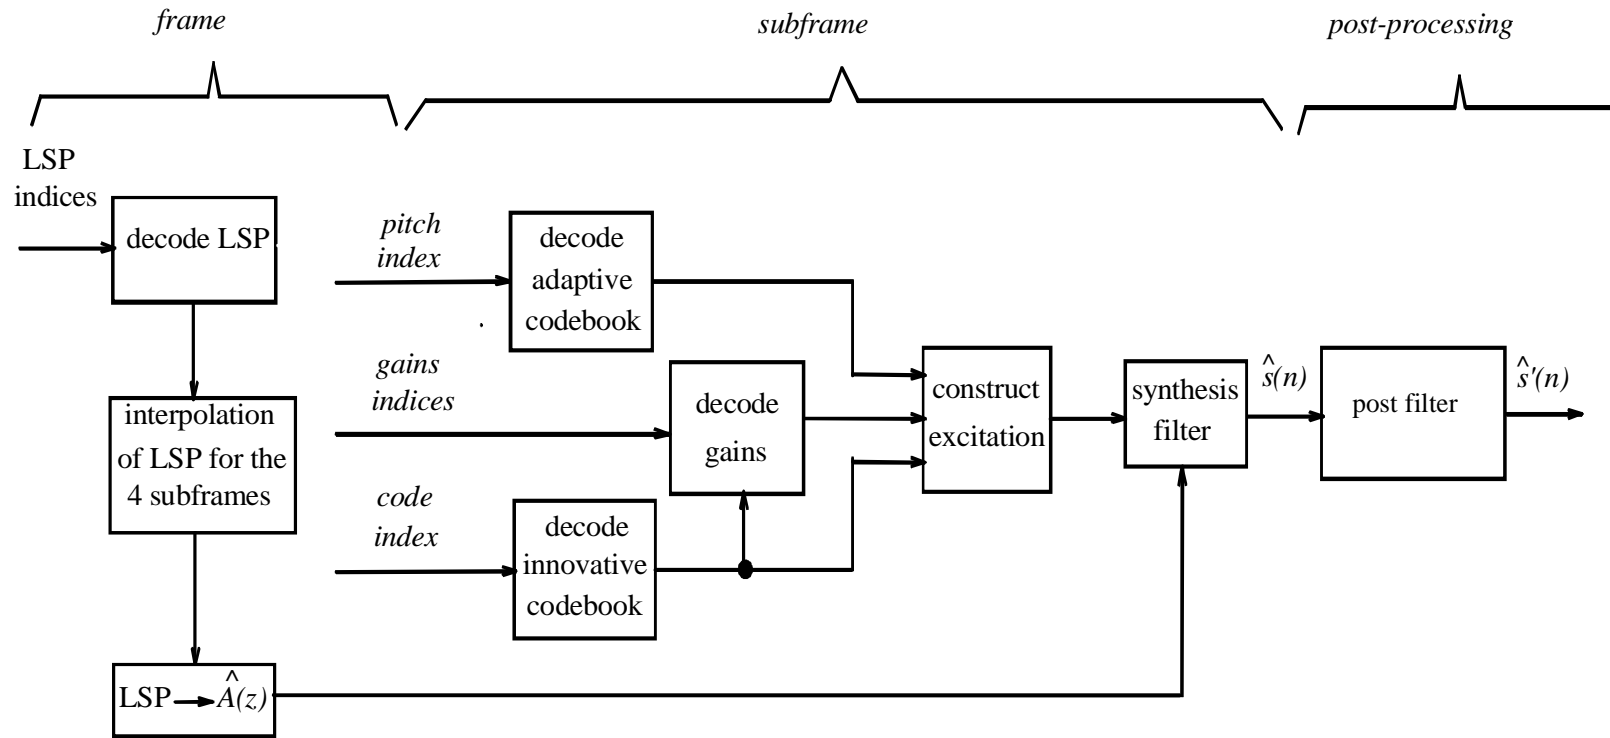 frame
subframe
post-processing
LSP
indices
decode LSP
interpolation
of LSP for the
4 subframes
LSP → Â(z)
pitch
index
decode
adaptive
codebook
gains
indices
decode
gains
code
index
decode
innovative
codebook
construct
excitation
synthesis
filter
ŝ(n)
post filter
ŝ'(n)